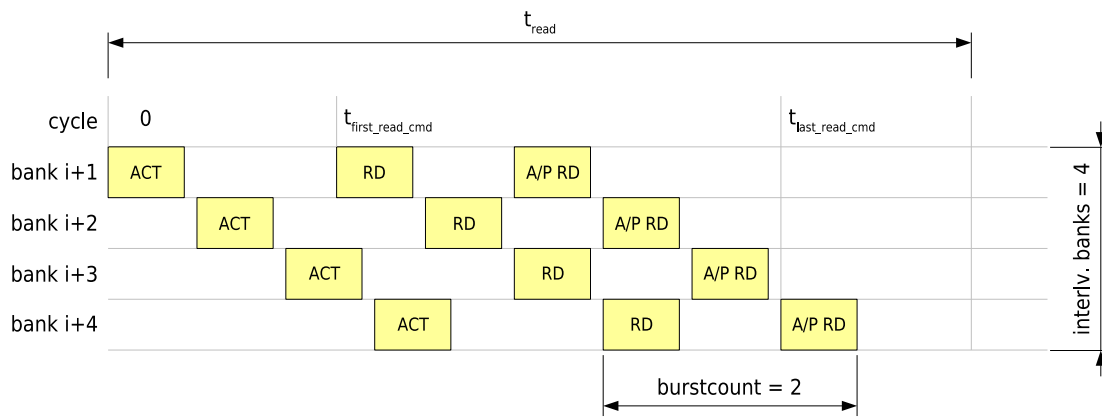 t_read
cycle 0 t_first_read_cmd t_last_read_cmd
bank i+1 ACT RD A/P RD
bank i+2 ACT RD A/P RD
bank i+3 ACT RD A/P RD
bank i+4 ACT RD A/P RD
interlv. banks = 4
burstcount = 2